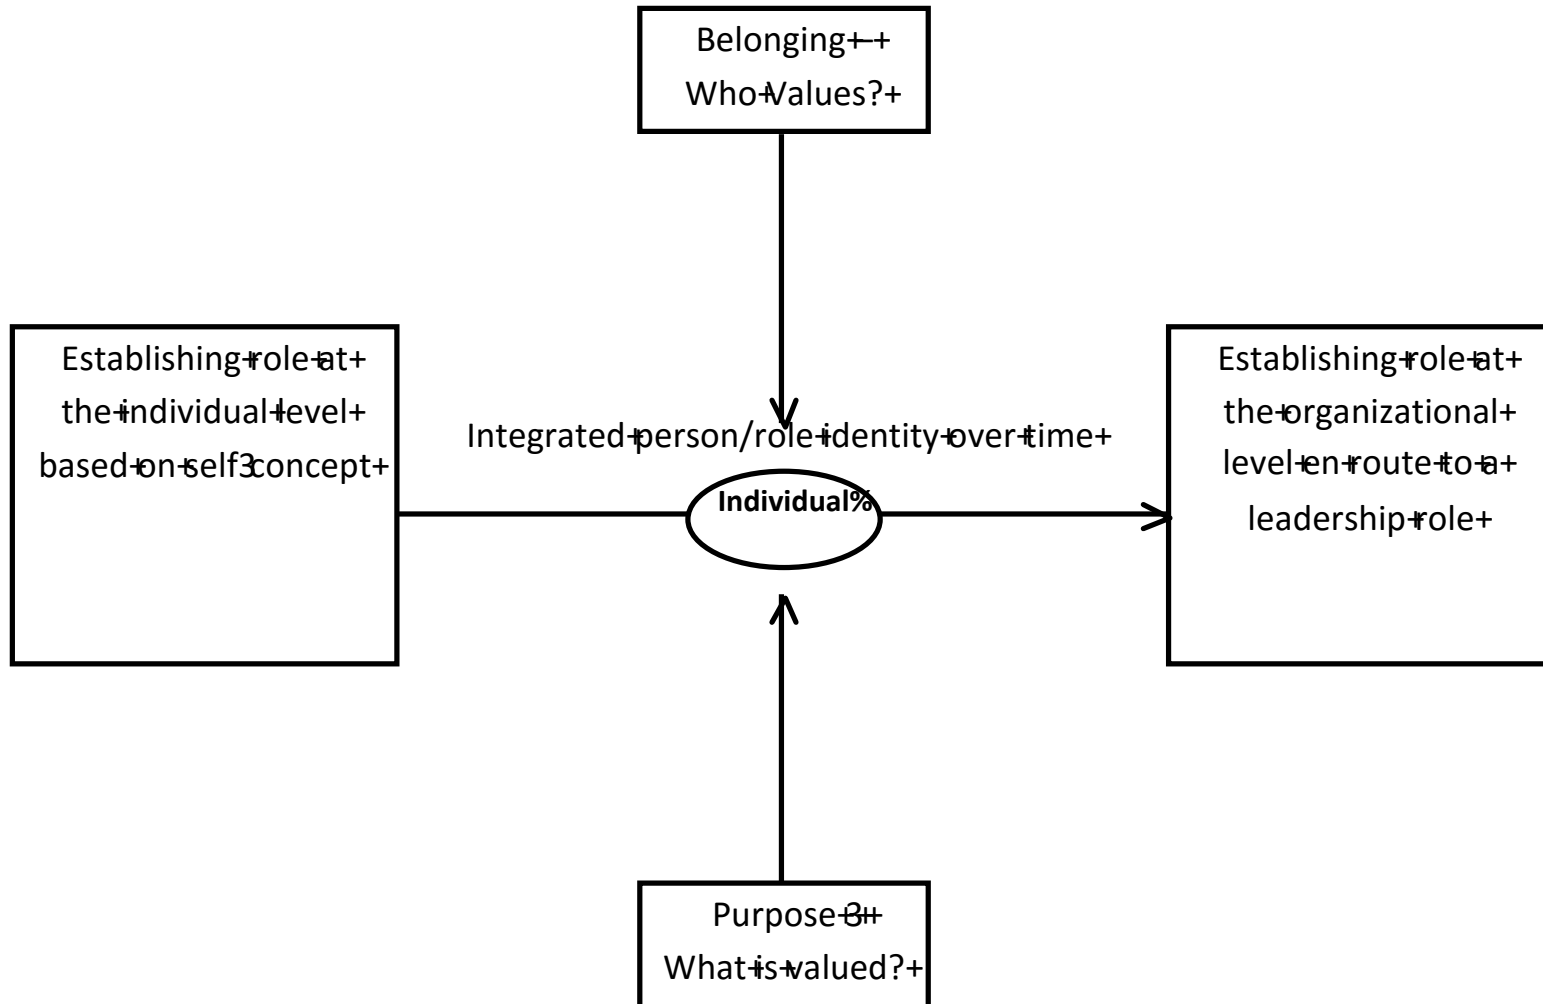 Belonging+–+
Who+Values?+
Establishing+role+at+
the+individual+level+
based+on+self3concept+
Integrated+person/role+identity+over+time+
Individual%
Establishing+role+at+
the+organizational+
level+en+route+to+a+
leadership+role+
Purpose+3++
What+is+valued?+